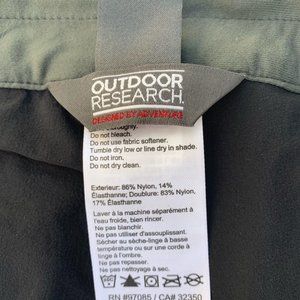 OUTDOOR
RESEARCH
DESIGNED BY ADVENTURE
thoroughly.
Do not bleach.
Do not use fabric softener.
Tumble dry low or line dry in shade.
Do not iron.
Do not dry clean.
Exterieur: 86% Nylon, 14%
Élasthanne; Doublure: 83% Nylon,
17% Élasthanne
Laver à la machine séparément à
l'eau froide, bien rincer.
Ne pas blanchir.
Ne pas utiliser d'assouplissant.
Sécher au sèche-linge à basse
température ou sur une corde à
linge à l'ombre.
Ne pas repasser.
Ne pas nettoyage à sec.
RN #97085 / CA# 32350